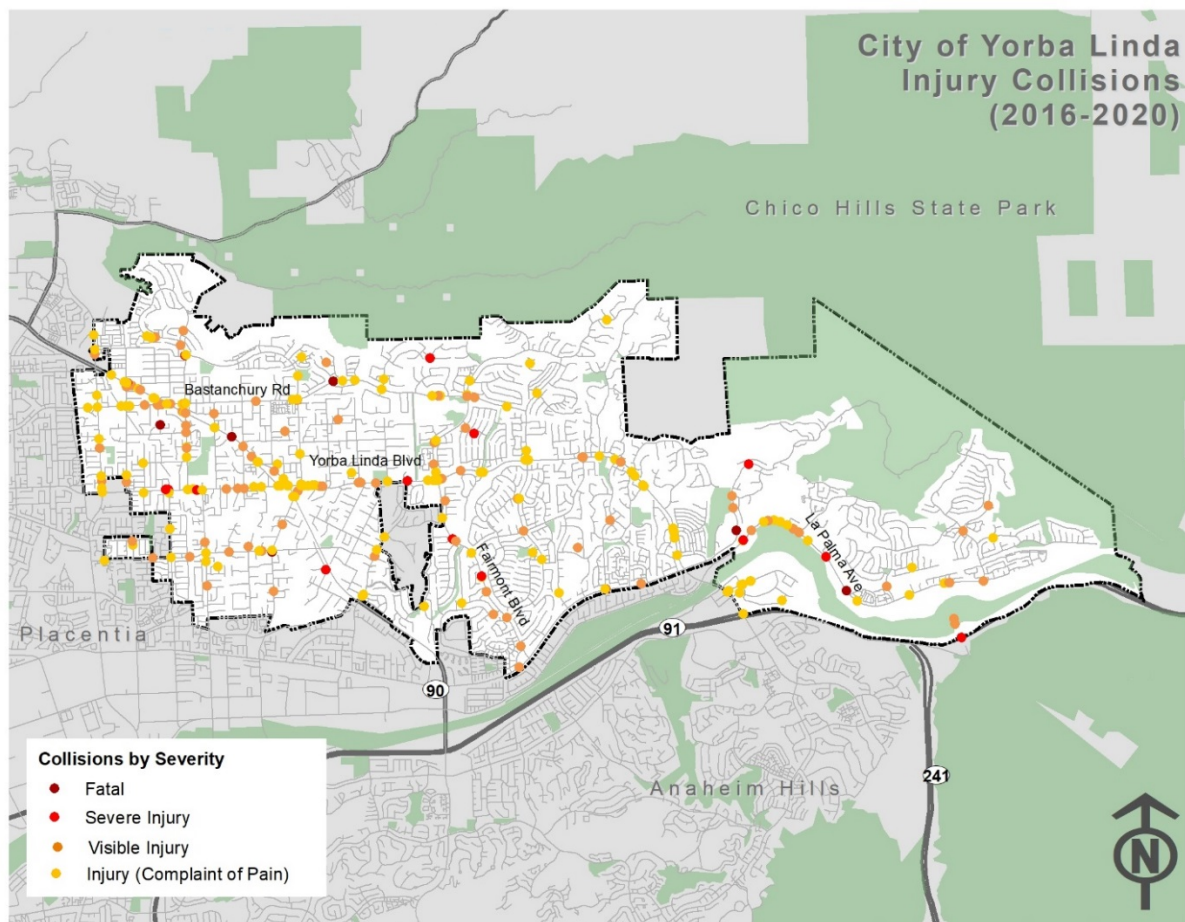 City of Yorba Linda
Injury Collisions
(2016-2020)
Chico Hills State Park
Bastanchury Rd
Yorba Linda Blvd
La Palma Ave
Fairmont Blvd
Placentia
91
90
241
Anaheim Hills
Collisions by Severity
Fatal
Severe Injury
Visible Injury
Injury (Complaint of Pain)
N